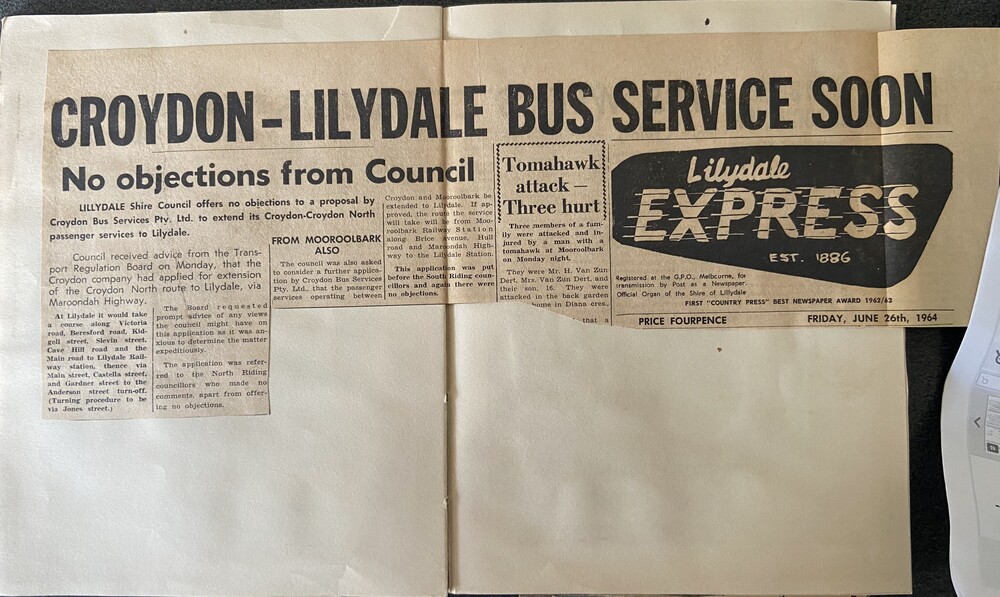 CROYDON-LILYDALE BUS SERVICE SOON
No objections from Council
LILLYDALE Shire Council offers no objections to a proposal by
Croydon Bus Services Pty. Ltd. to extend its Croydon-Croydon North
passenger services to Lilydale.
Council received advice from the Trans-
port Regulation Board on Monday, that the
Croydon company had applied for extension
of the Croydon North route to Lilydale, via
Maroondah Highway.
At Lilydale it would take
a course along Victoria
road, Beresford road, Kid-
gell street, Slevin street,
Cave Hill road and the
Main road to Lilydale Rail-
way station, thence via
Main street, Castella street,
and Gardner street to the
Anderson street turn-off.
(Turning procedure to be
via Jones street.)
The Board requested
prompt advice of any views
the council might have on
this application as it was an-
xious to determine the matter
expeditiously.
The application was refer-
red to the North Riding
councillors who made no
comments, apart from offer-
ing no objections.
FROM MOOROOLBARK
ALSO
The council was also asked
to consider a further applica-
tion by Croydon Bus Services
Pty. Ltd., that the passenger
services operating between
Croydon and Mooroolbark be
extended to Lilydale. If ap-
proved, the route the service
will take will be from Moo-
roolbark Railway Station
along Brice avenue, Hull
road and Maroondah High-
way to the Lilydale Station.
This application was put
before the South Riding coun-
cillors and again there were
no objections.
Tomahawk
attack —
Three hurt
Three members of a fam-
ily were attacked and in-
jured by a man with a
tomahawk at Mooroolbark
on Monday night.
They were Mr. H. Van Zun
Dert, Mrs. Van Zun Dert, and
their son, 16. They were
attacked in the back garden
home in Diana cres.,
that a
Lilydale
EXPRESS
EST. 1886
Registered at the G.P.O., Melbourne, for
transmission by Post as a Newspaper.
Official Organ of the Shire of Lillydale
FIRST "COUNTRY PRESS" BEST NEWSPAPER AWARD 1962/63
PRICE FOURPENCE FRIDAY, JUNE 26th, 1964